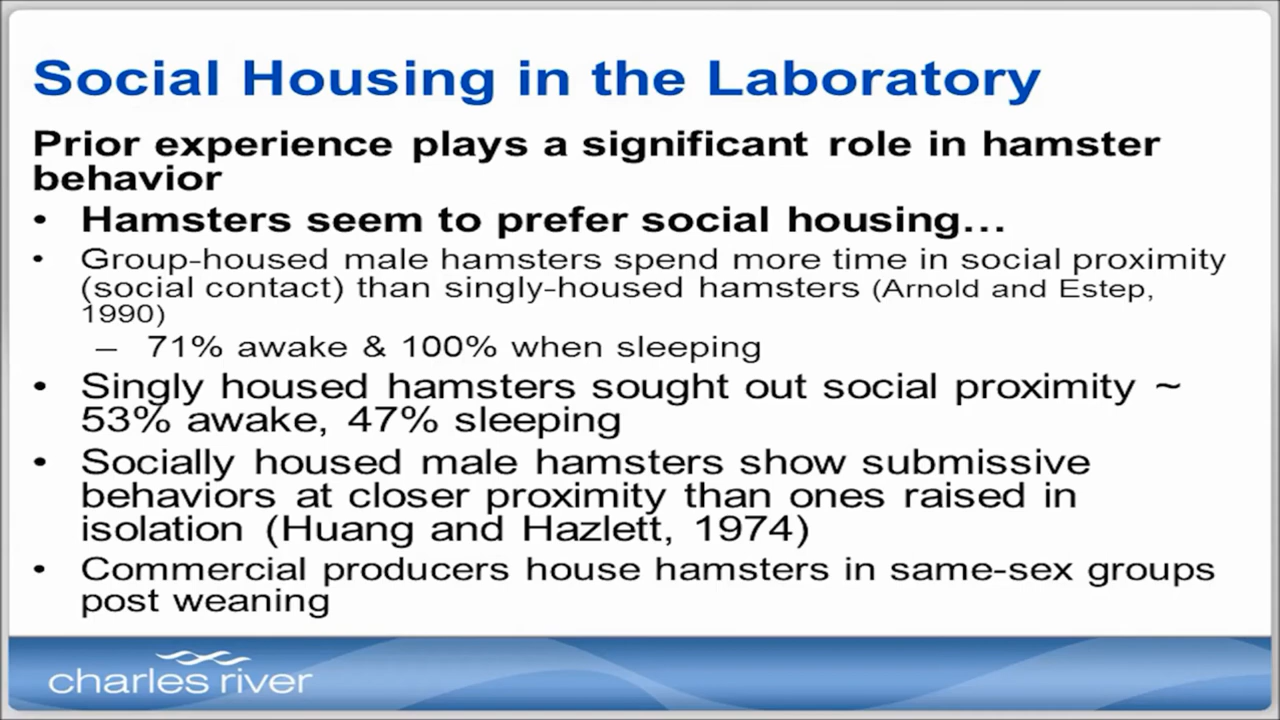 Social Housing in the Laboratory
Prior experience plays a significant role in hamster
behavior
• Hamsters seem to prefer social housing…
• Group-housed male hamsters spend more time in social proximity
(social contact) than singly-housed hamsters (Arnold and Estep,
1990)
– 71% awake & 100% when sleeping
• Singly housed hamsters sought out social proximity ~
53% awake, 47% sleeping
• Socially housed male hamsters show submissive
behaviors at closer proximity than ones raised in
isolation (Huang and Hazlett, 1974)
• Commercial producers house hamsters in same-sex groups
post weaning
charles river